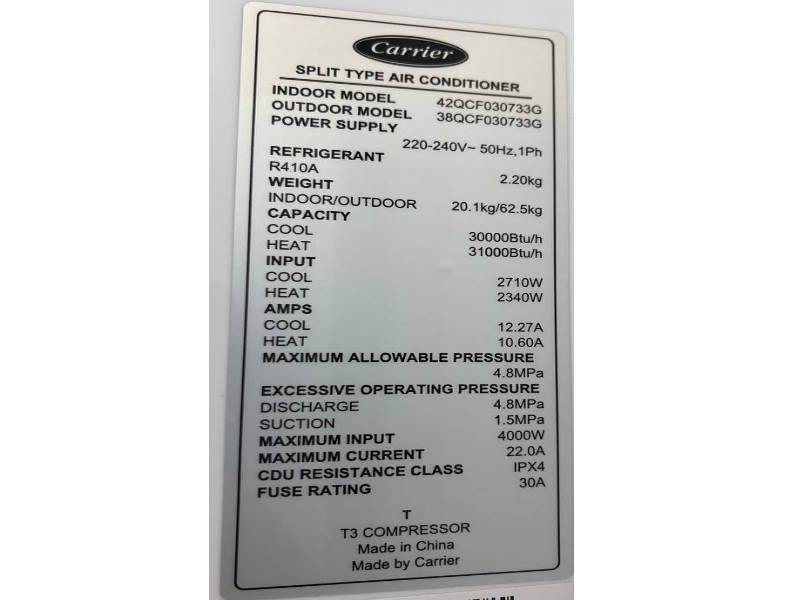 Carrier
SPLIT TYPE AIR CONDITIONER
INDOOR MODEL 42QCF030733G
OUTDOOR MODEL 38QCF030733G
POWER SUPPLY
220-240V~ 50Hz,1Ph
REFRIGERANT
R410A 2.20kg
WEIGHT
INDOOR/OUTDOOR 20.1kg/62.5kg
CAPACITY
COOL 30000Btu/h
HEAT 31000Btu/h
INPUT
COOL 2710W
HEAT 2340W
AMPS
COOL 12.27A
HEAT 10.60A
MAXIMUM ALLOWABLE PRESSURE
4.8MPa
EXCESSIVE OPERATING PRESSURE
DISCHARGE 4.8MPa
SUCTION 1.5MPa
MAXIMUM INPUT 4000W
MAXIMUM CURRENT 22.0A
CDU RESISTANCE CLASS IPX4
FUSE RATING 30A
T
T3 COMPRESSOR
Made in China
Made by Carrier